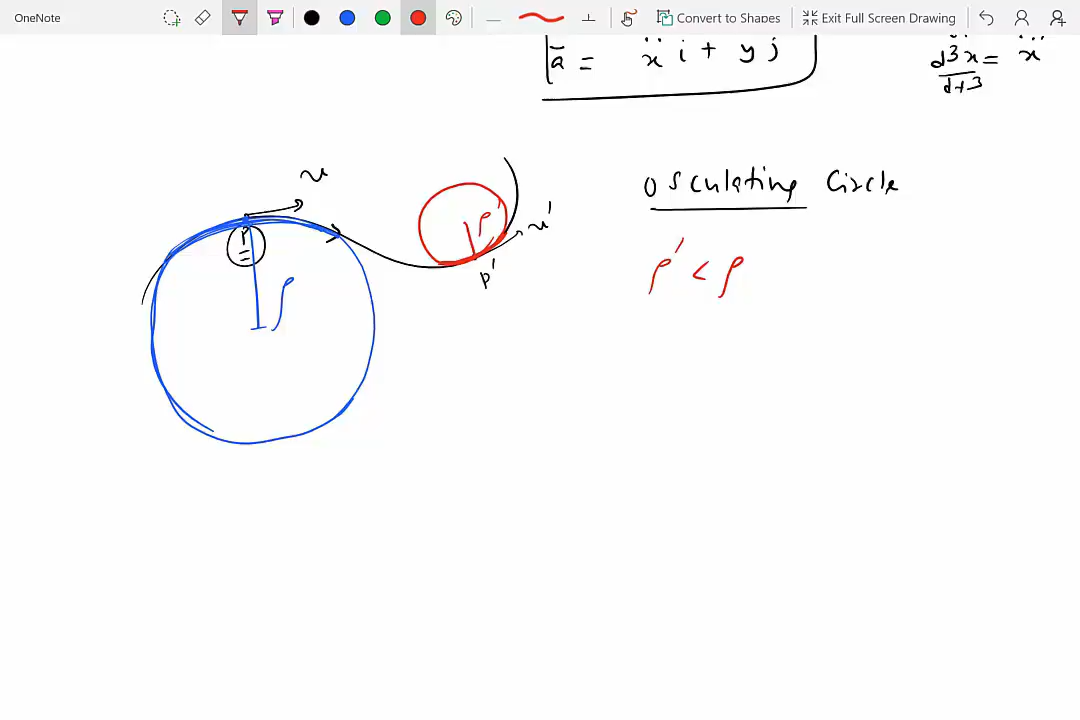 OneNote
Convert to Shapes
Exit Full Screen Drawing
ā = ẍ i + ÿ j
d3x = x⃛
dt3
Osculating Circle
v
ρ'
v'
P
P'
ρ' < ρ
ρ